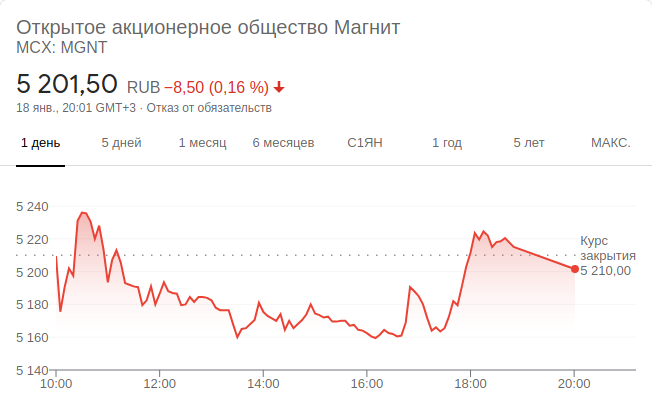 Открытое акционерное общество Магнит
MCX: MGNT
5 201,50 RUB −8,50 (0,16 %)
18 янв., 20:01 GMT+3 · Отказ от обязательств
1 день 5 дней 1 месяц 6 месяцев С1ЯН 1 год 5 лет МАКС.
5 240
5 220
5 200
5 180
5 160
5 140
Курс
закрытия
5 210,00
10:00 12:00 14:00 16:00 18:00 20:00